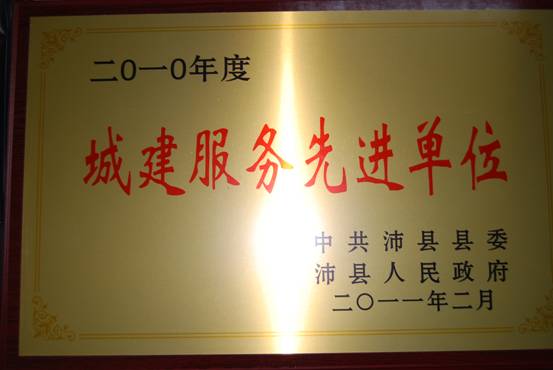 二0一0年度
城建服务先进单位
中共沛县县委
沛县人民政府
二〇一一年二月